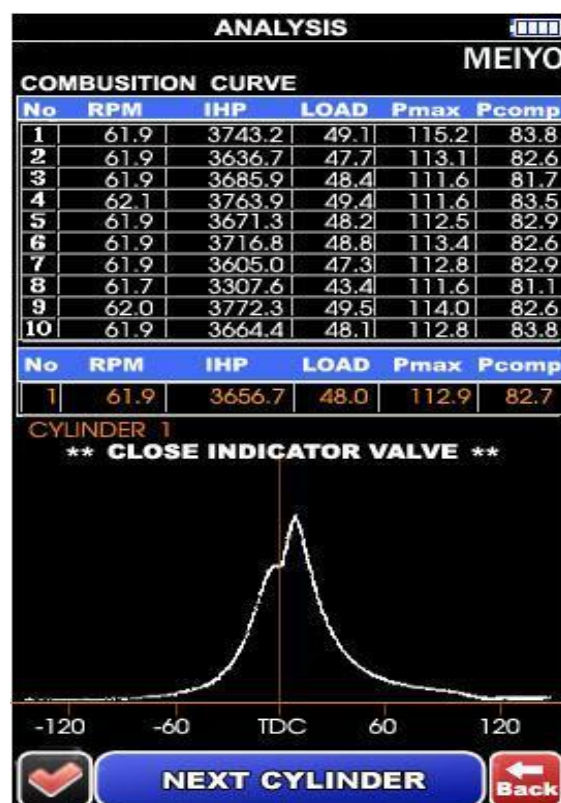 ANALYSIS
MEIYO
COMBUSITION CURVE
No RPM IHP LOAD Pmax Pcomp
1 61.9 3743.2 49.1 115.2 83.8
2 61.9 3636.7 47.7 113.1 82.6
3 61.9 3685.9 48.4 111.6 81.7
4 62.1 3763.9 49.4 111.6 83.5
5 61.9 3671.3 48.2 112.5 82.9
6 61.9 3716.8 48.8 113.4 82.6
7 61.9 3605.0 47.3 112.8 82.9
8 61.7 3307.6 43.4 111.6 81.1
9 62.0 3772.3 49.5 114.0 82.6
10 61.9 3664.4 48.1 112.8 83.8
No RPM IHP LOAD Pmax Pcomp
1 61.9 3656.7 48.0 112.9 82.7
CYLINDER 1
** CLOSE INDICATOR VALVE **
-120 -60 TDC 60 120
NEXT CYLINDER
Back